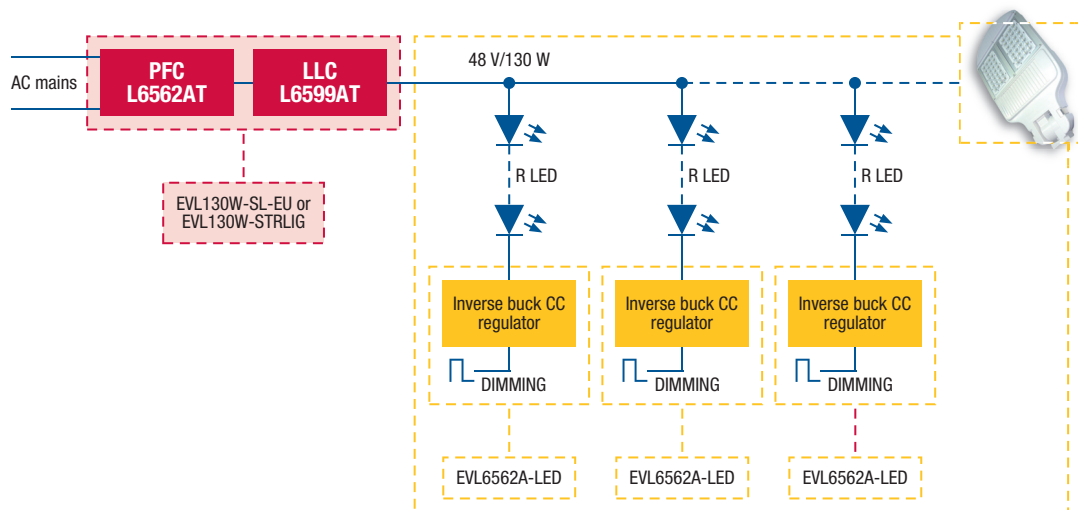 AC mains
PFC
L6562AT
LLC
L6599AT
48 V/130 W
EVL130W-SL-EU or
EVL130W-STRLIG
R LED
R LED
R LED
Inverse buck CC
regulator
Inverse buck CC
regulator
Inverse buck CC
regulator
DIMMING
DIMMING
DIMMING
EVL6562A-LED
EVL6562A-LED
EVL6562A-LED